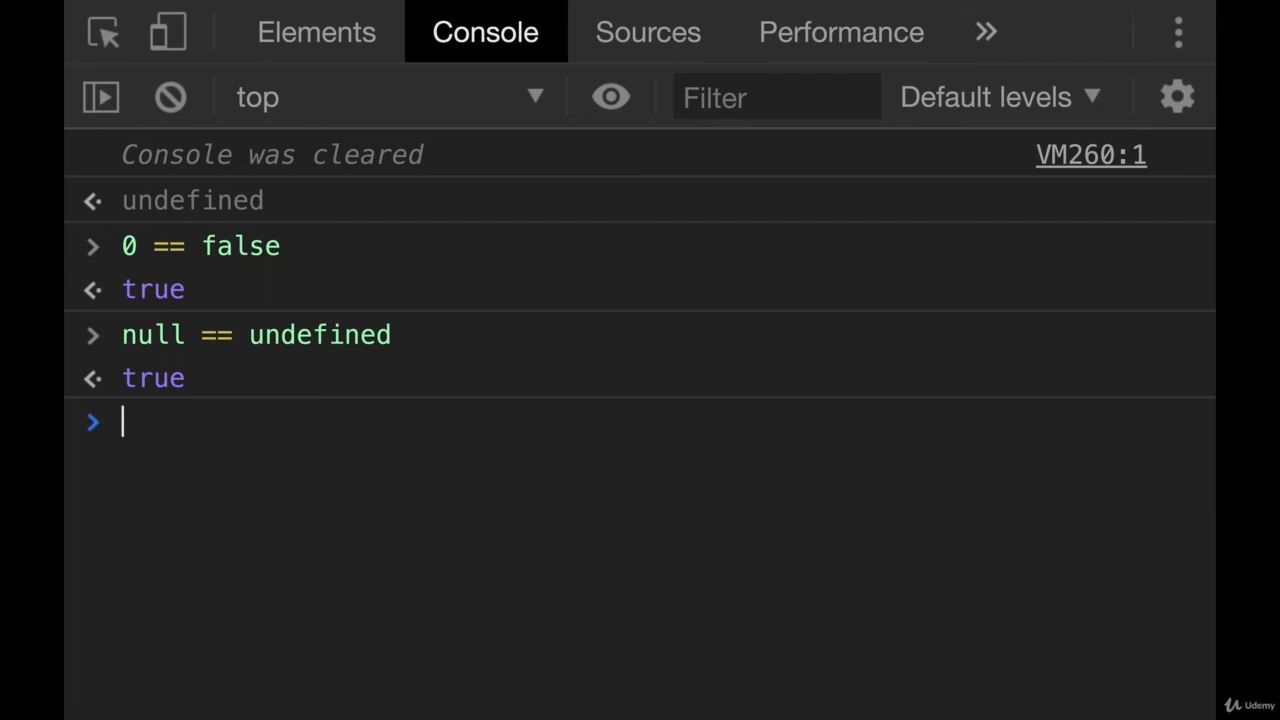 Elements Console Sources Performance »
top Filter Default levels
Console was cleared VM260:1
undefined
0 == false
true
null == undefined
true
Udemy